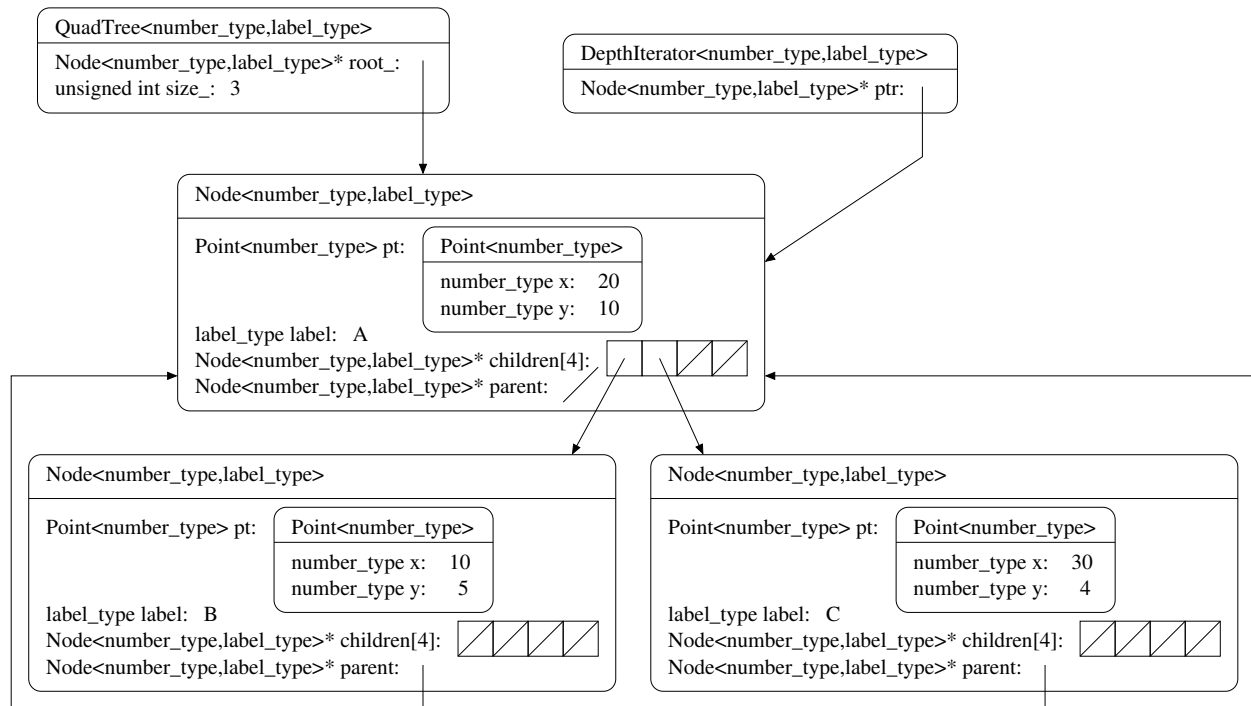 QuadTree<number_type,label_type>
Node<number_type,label_type>* root_:
unsigned int size_: 3
DepthIterator<number_type,label_type>
Node<number_type,label_type>* ptr:
Node<number_type,label_type>
Point<number_type> pt:
Point<number_type>
number_type x: 20
number_type y: 10
label_type label: A
Node<number_type,label_type>* children[4]:
Node<number_type,label_type>* parent:
Node<number_type,label_type>
Point<number_type> pt:
Point<number_type>
number_type x: 10
number_type y: 5
label_type label: B
Node<number_type,label_type>* children[4]:
Node<number_type,label_type>* parent:
Node<number_type,label_type>
Point<number_type> pt:
Point<number_type>
number_type x: 30
number_type y: 4
label_type label: C
Node<number_type,label_type>* children[4]:
Node<number_type,label_type>* parent: